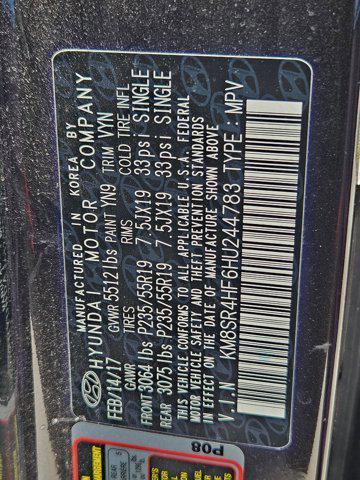 MANUFACTURED IN KOREA BY
HYUNDAI MOTOR COMPANY
FEB/14/17 GVWR 5512 lbs PAINT YN9 TRIM VYN
TIRES RIMS COLD TIRE INFL
FRONT 3064 lbs P235/55R19 7.5JX19 33psi SINGLE
REAR 3075 lbs P235/55R19 7.5JX19 33psi SINGLE
THIS VEHICLE CONFORMS TO ALL APPLICABLE U.S.A. FEDERAL
MOTOR VEHICLE SAFETY AND THEFT PREVENTION STANDARDS
IN EFFECT ON THE DATE OF MANUFACTURE SHOWN ABOVE.
V.I.N KM8SR4HF6HU244783 TYPE : MPV
P08
REAR